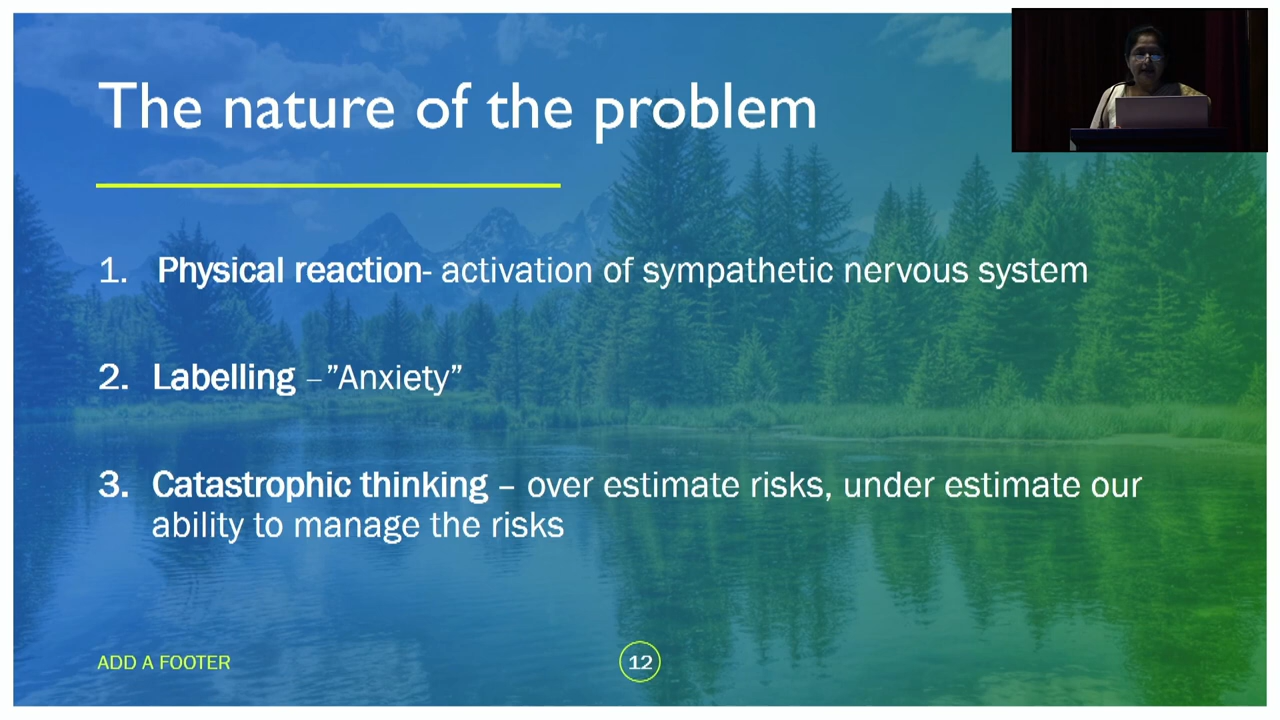 The nature of the problem
1. Physical reaction- activation of sympathetic nervous system
2. Labelling –”Anxiety”
3. Catastrophic thinking – over estimate risks, under estimate our
ability to manage the risks
ADD A FOOTER
12